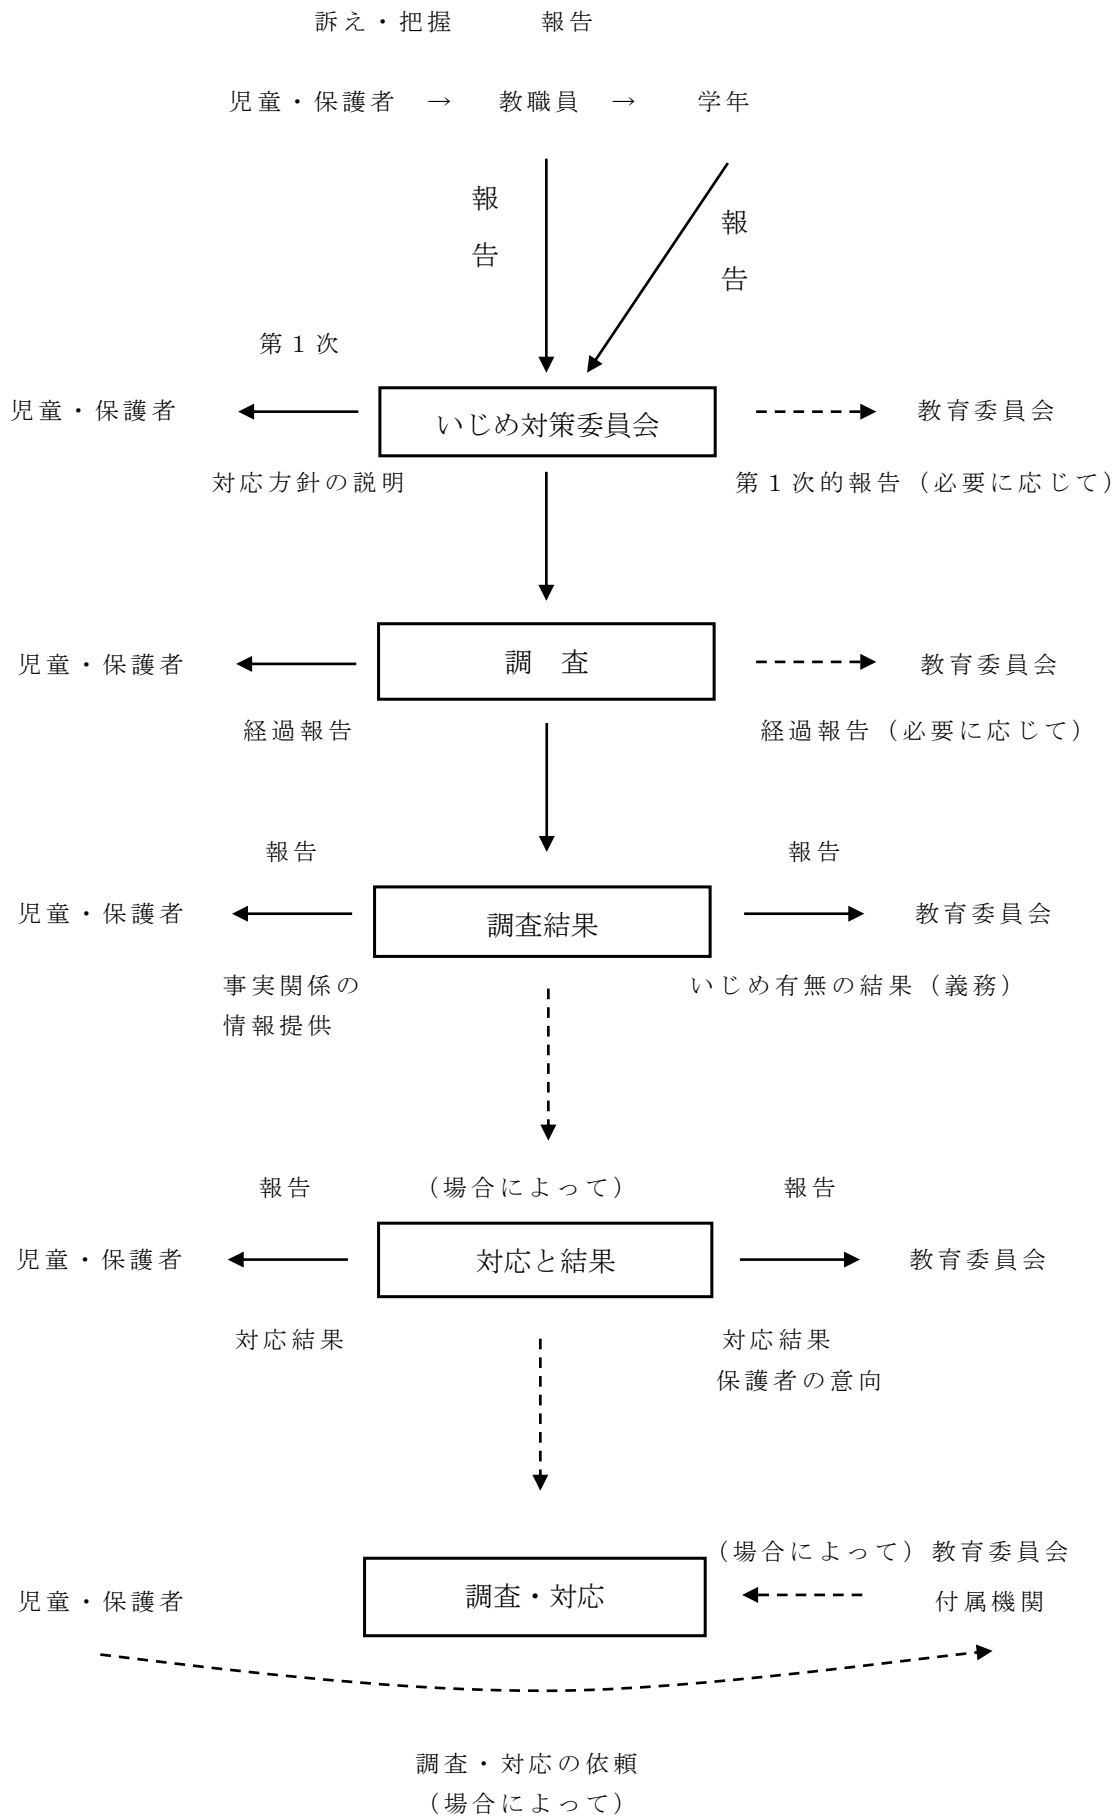 訴え・把握 報告
児童・保護者 → 教職員 → 学年
報告
報告
第１次
児童・保護者 いじめ対策委員会 教育委員会
対応方針の説明 第１次的報告（必要に応じて）
児童・保護者 調 査 教育委員会
経過報告 経過報告（必要に応じて）
報告 報告
児童・保護者 調査結果 教育委員会
事実関係の いじめ有無の結果（義務）
情報提供
報告 （場合によって） 報告
児童・保護者 対応と結果 教育委員会
対応結果 対応結果
保護者の意向
（場合によって）教育委員会
児童・保護者 調査・対応 付属機関
調査・対応の依頼
（場合によって）